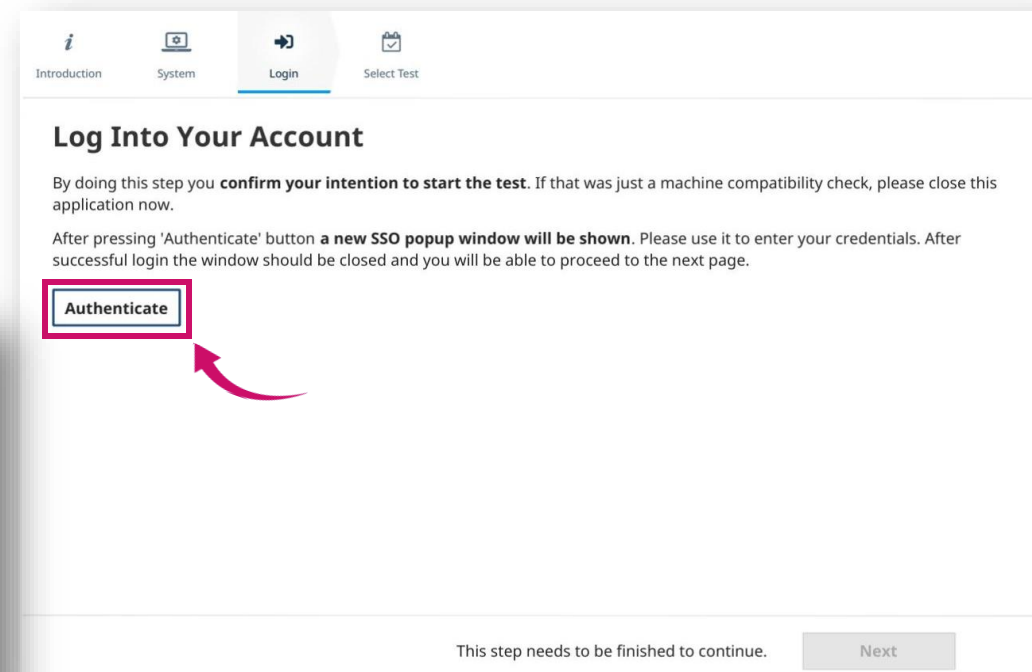 Introduction
System
Login
Select Test
Log Into Your Account
By doing this step you confirm your intention to start the test. If that was just a machine compatibility check, please close this
application now.
After pressing 'Authenticate' button a new SSO popup window will be shown. Please use it to enter your credentials. After
successful login the window should be closed and you will be able to proceed to the next page.
Authenticate
This step needs to be finished to continue.
Next